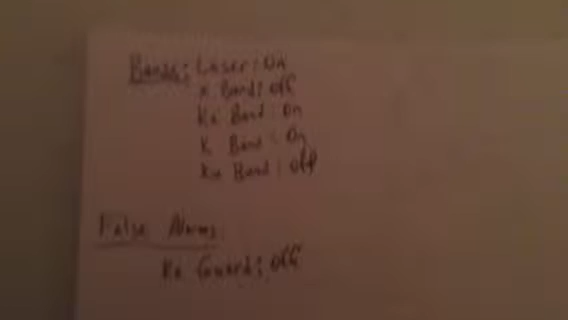 Bands: Laser: On
X Band: Off
Ka Band: On
K Band: On
Ku Band: Off
False Alarms:
Ka Guard: Off